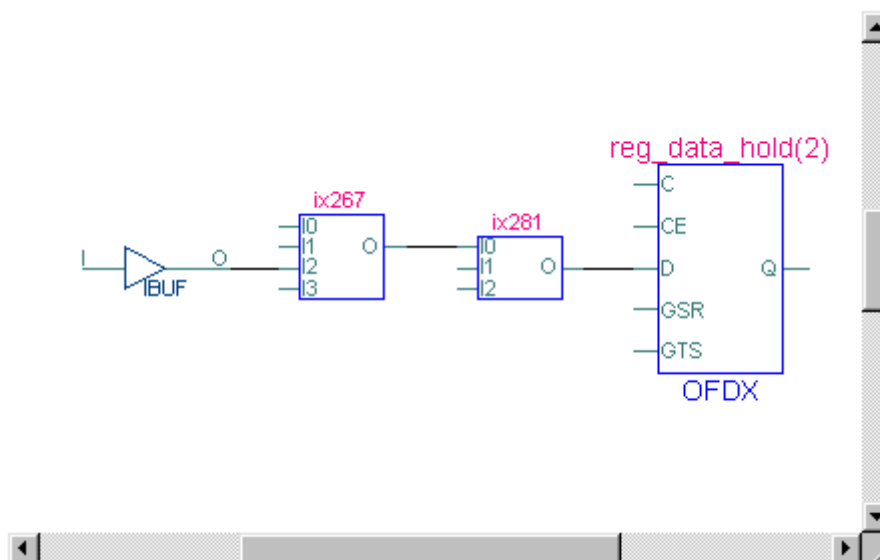 reg_data_hold(2)
C
ix267
ix281
I0
CE
I1
O
I0
I
O
I2
I1
O
D
Q
IBUF
I3
I2
GSR
GTS
OFDX